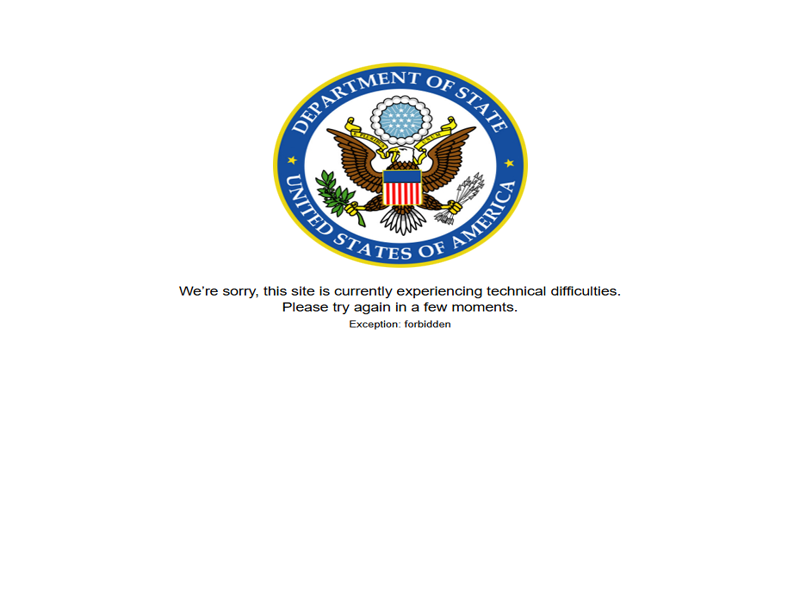 DEPARTMENT OF STATE
UNITED STATES OF AMERICA
We're sorry, this site is currently experiencing technical difficulties.
Please try again in a few moments.
Exception: forbidden